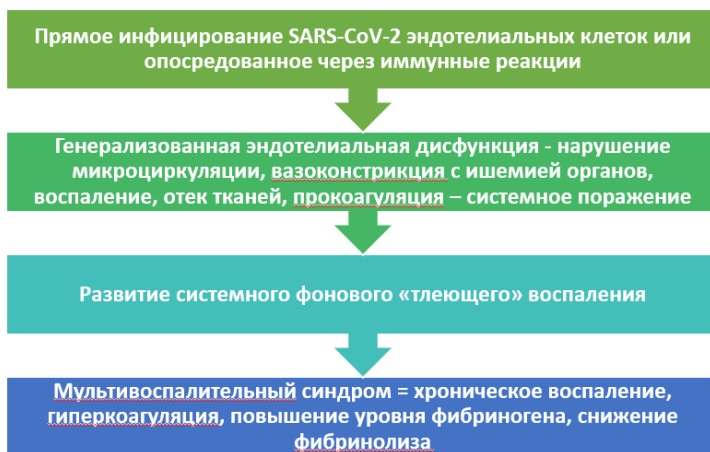 Прямое инфицирование SARS-CoV-2 эндотелиальных клеток или
опосредованное через иммунные реакции
Генерализованная эндотелиальная дисфункция - нарушение
микроциркуляции, вазоконстрикция с ишемией органов,
воспаление, отек тканей, прокоагуляция – системное поражение
Развитие системного фонового «тлеющего» воспаления
Мультивоспалительный синдром = хроническое воспаление,
гиперкоагуляция, повышение уровня фибриногена, снижение
фибринолиза